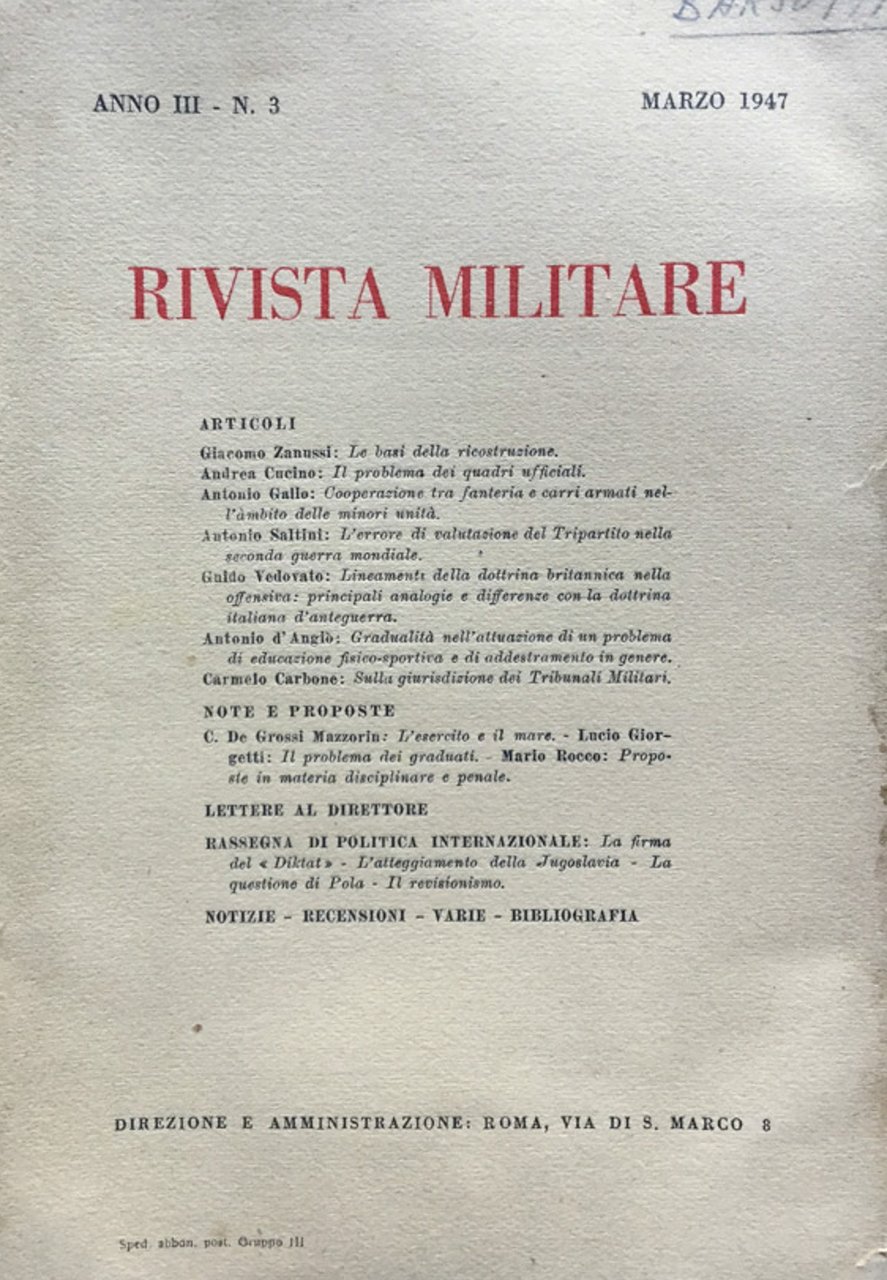 BARSOTTI
ANNO III - N. 3
MARZO 1947
RIVISTA MILITARE
ARTICOLI
Giacomo Zanussi: Le basi della ricostruzione.
Andrea Cucino: Il problema dei quadri ufficiali.
Antonio Gallo: Cooperazione tra fanteria e carri armati nel-
l'àmbito delle minori unità.
Antonio Saltini: L'errore di valutazione del Tripartito nella
seconda guerra mondiale.
Guido Vedovato: Lineamenti della dottrina britannica nella
offensiva: principali analogie e differenze con la dottrina
italiana d'anteguerra.
Antonio d'Anglò: Gradualità nell'attuazione di un problema
di educazione fisico-sportiva e di addestramento in genere.
Carmelo Carbone: Sulla giurisdizione dei Tribunali Militari.
NOTE E PROPOSTE
C. De Grossi Mazzorin: L'esercito e il mare. - Lucio Gior-
getti: Il problema dei graduati. - Mario Rocco: Propo-
ste in materia disciplinare e penale.
LETTERE AL DIRETTORE
RASSEGNA DI POLITICA INTERNAZIONALE: La firma
del « Diktat » - L'atteggiamento della Jugoslavia - La
questione di Pola - Il revisionismo.
NOTIZIE - RECENSIONI - VARIE - BIBLIOGRAFIA
DIREZIONE E AMMINISTRAZIONE: ROMA, VIA DI S. MARCO 8
Sped. abbon. post. Gruppo III